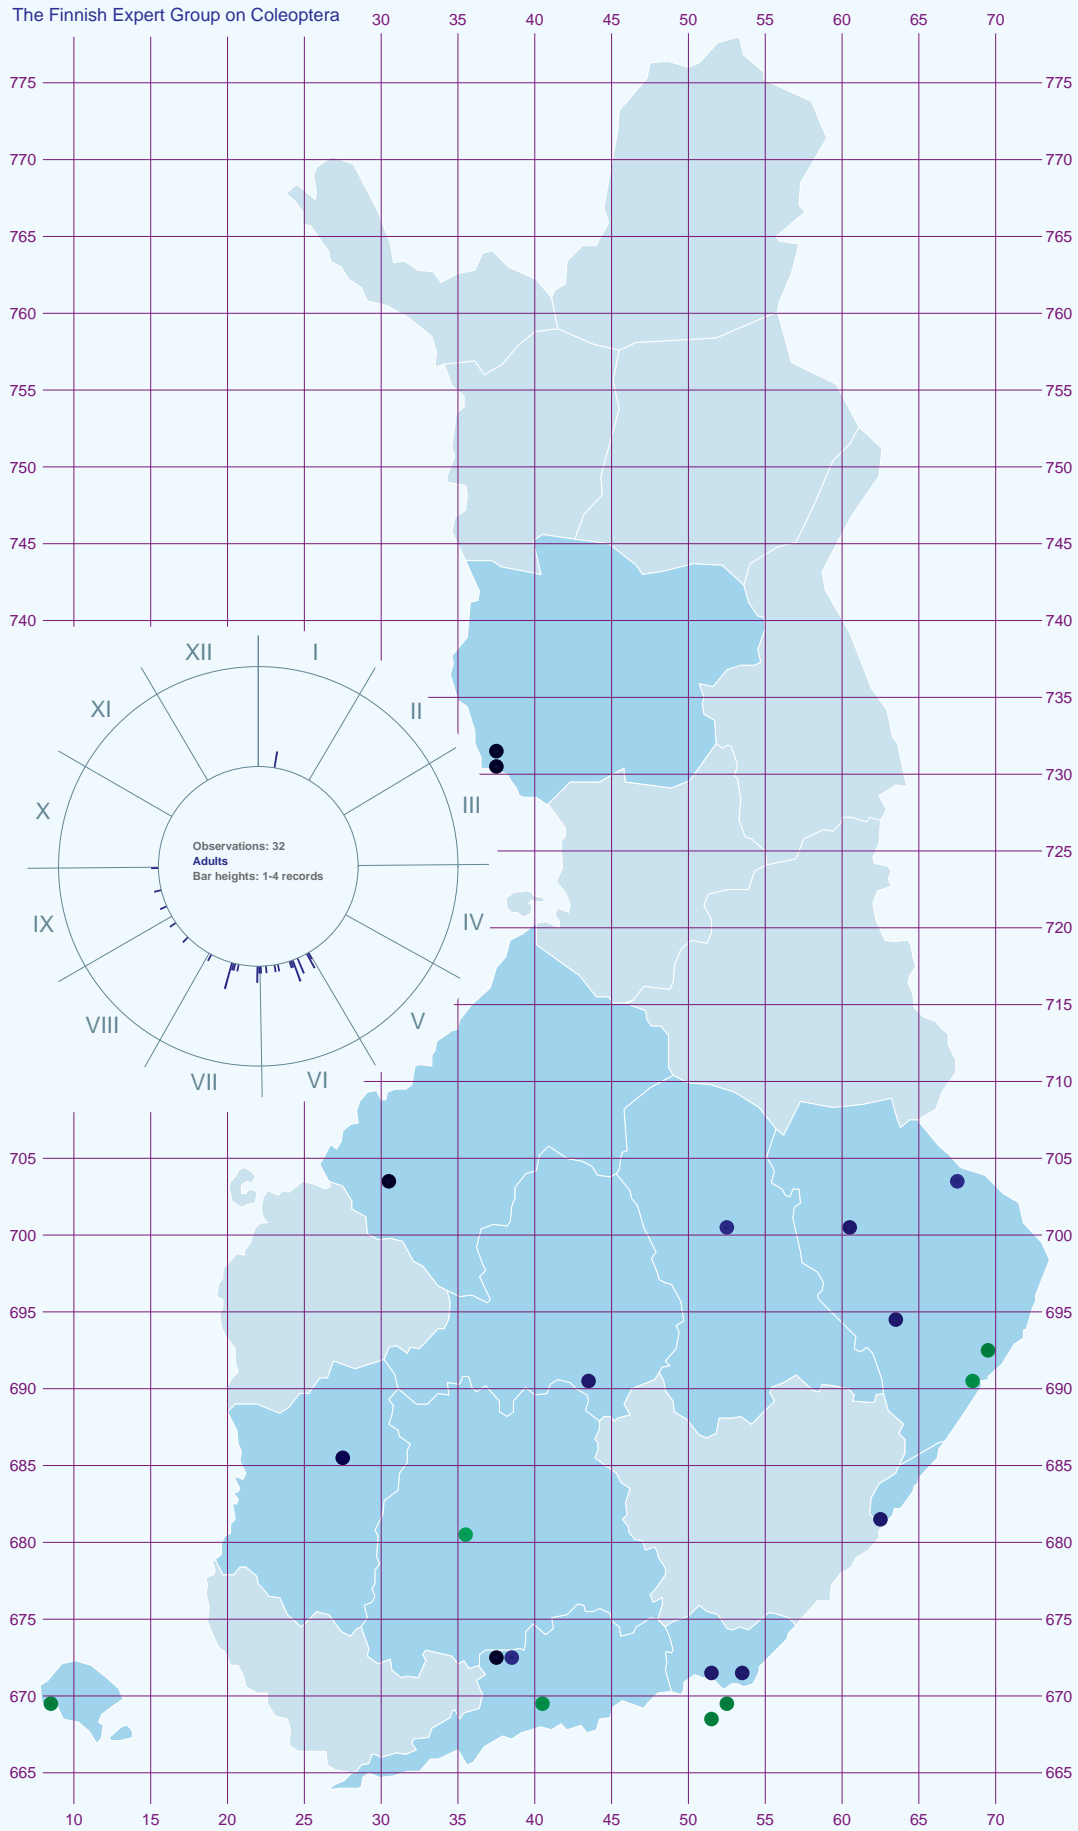 The Finnish Expert Group on Coleoptera
30 35 40 45 50 55 60 65 70
775 775
770 770
765 765
760 760
755 755
750 750
745 745
740 740
XII I
XI II
735
730
X III
Observations: 32
Adults
Bar heights: 1-4 records
725
IX IV
720
715
VIII V
VII VI
710
705 705
700 700
695 695
690 690
685 685
680 680
675 675
670 670
665 665
10 15 20 25 30 35 40 45 50 55 60 65 70